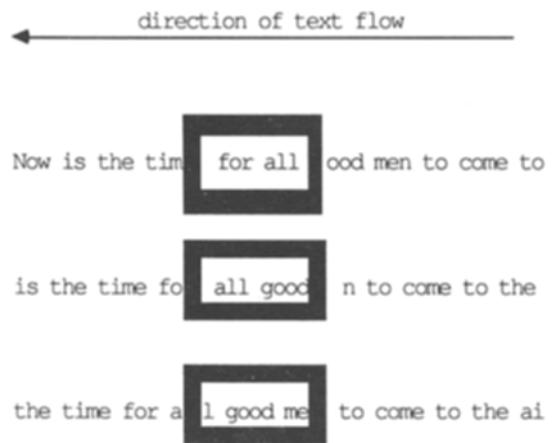 direction of text flow
Now is the tim for all ood men to come to
is the time fo all good n to come to the
the time for a l good me to come to the ai